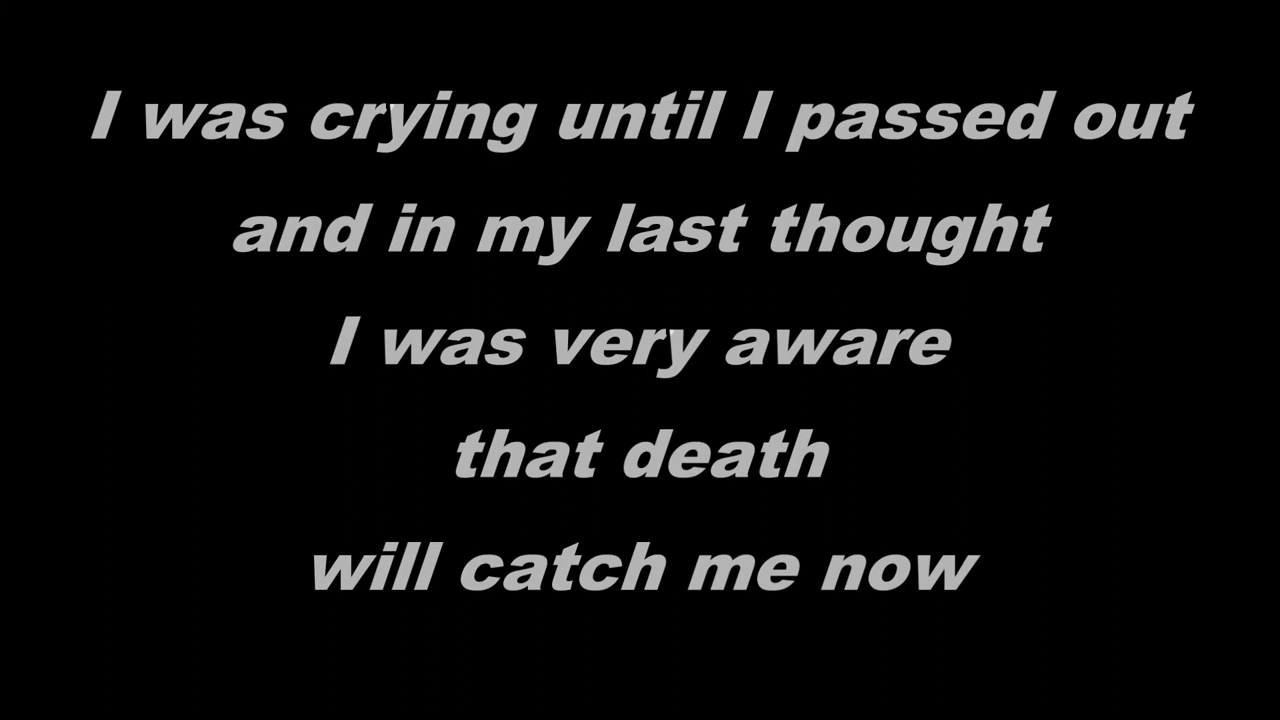 I was crying until I passed out
and in my last thought
I was very aware
that death
will catch me now